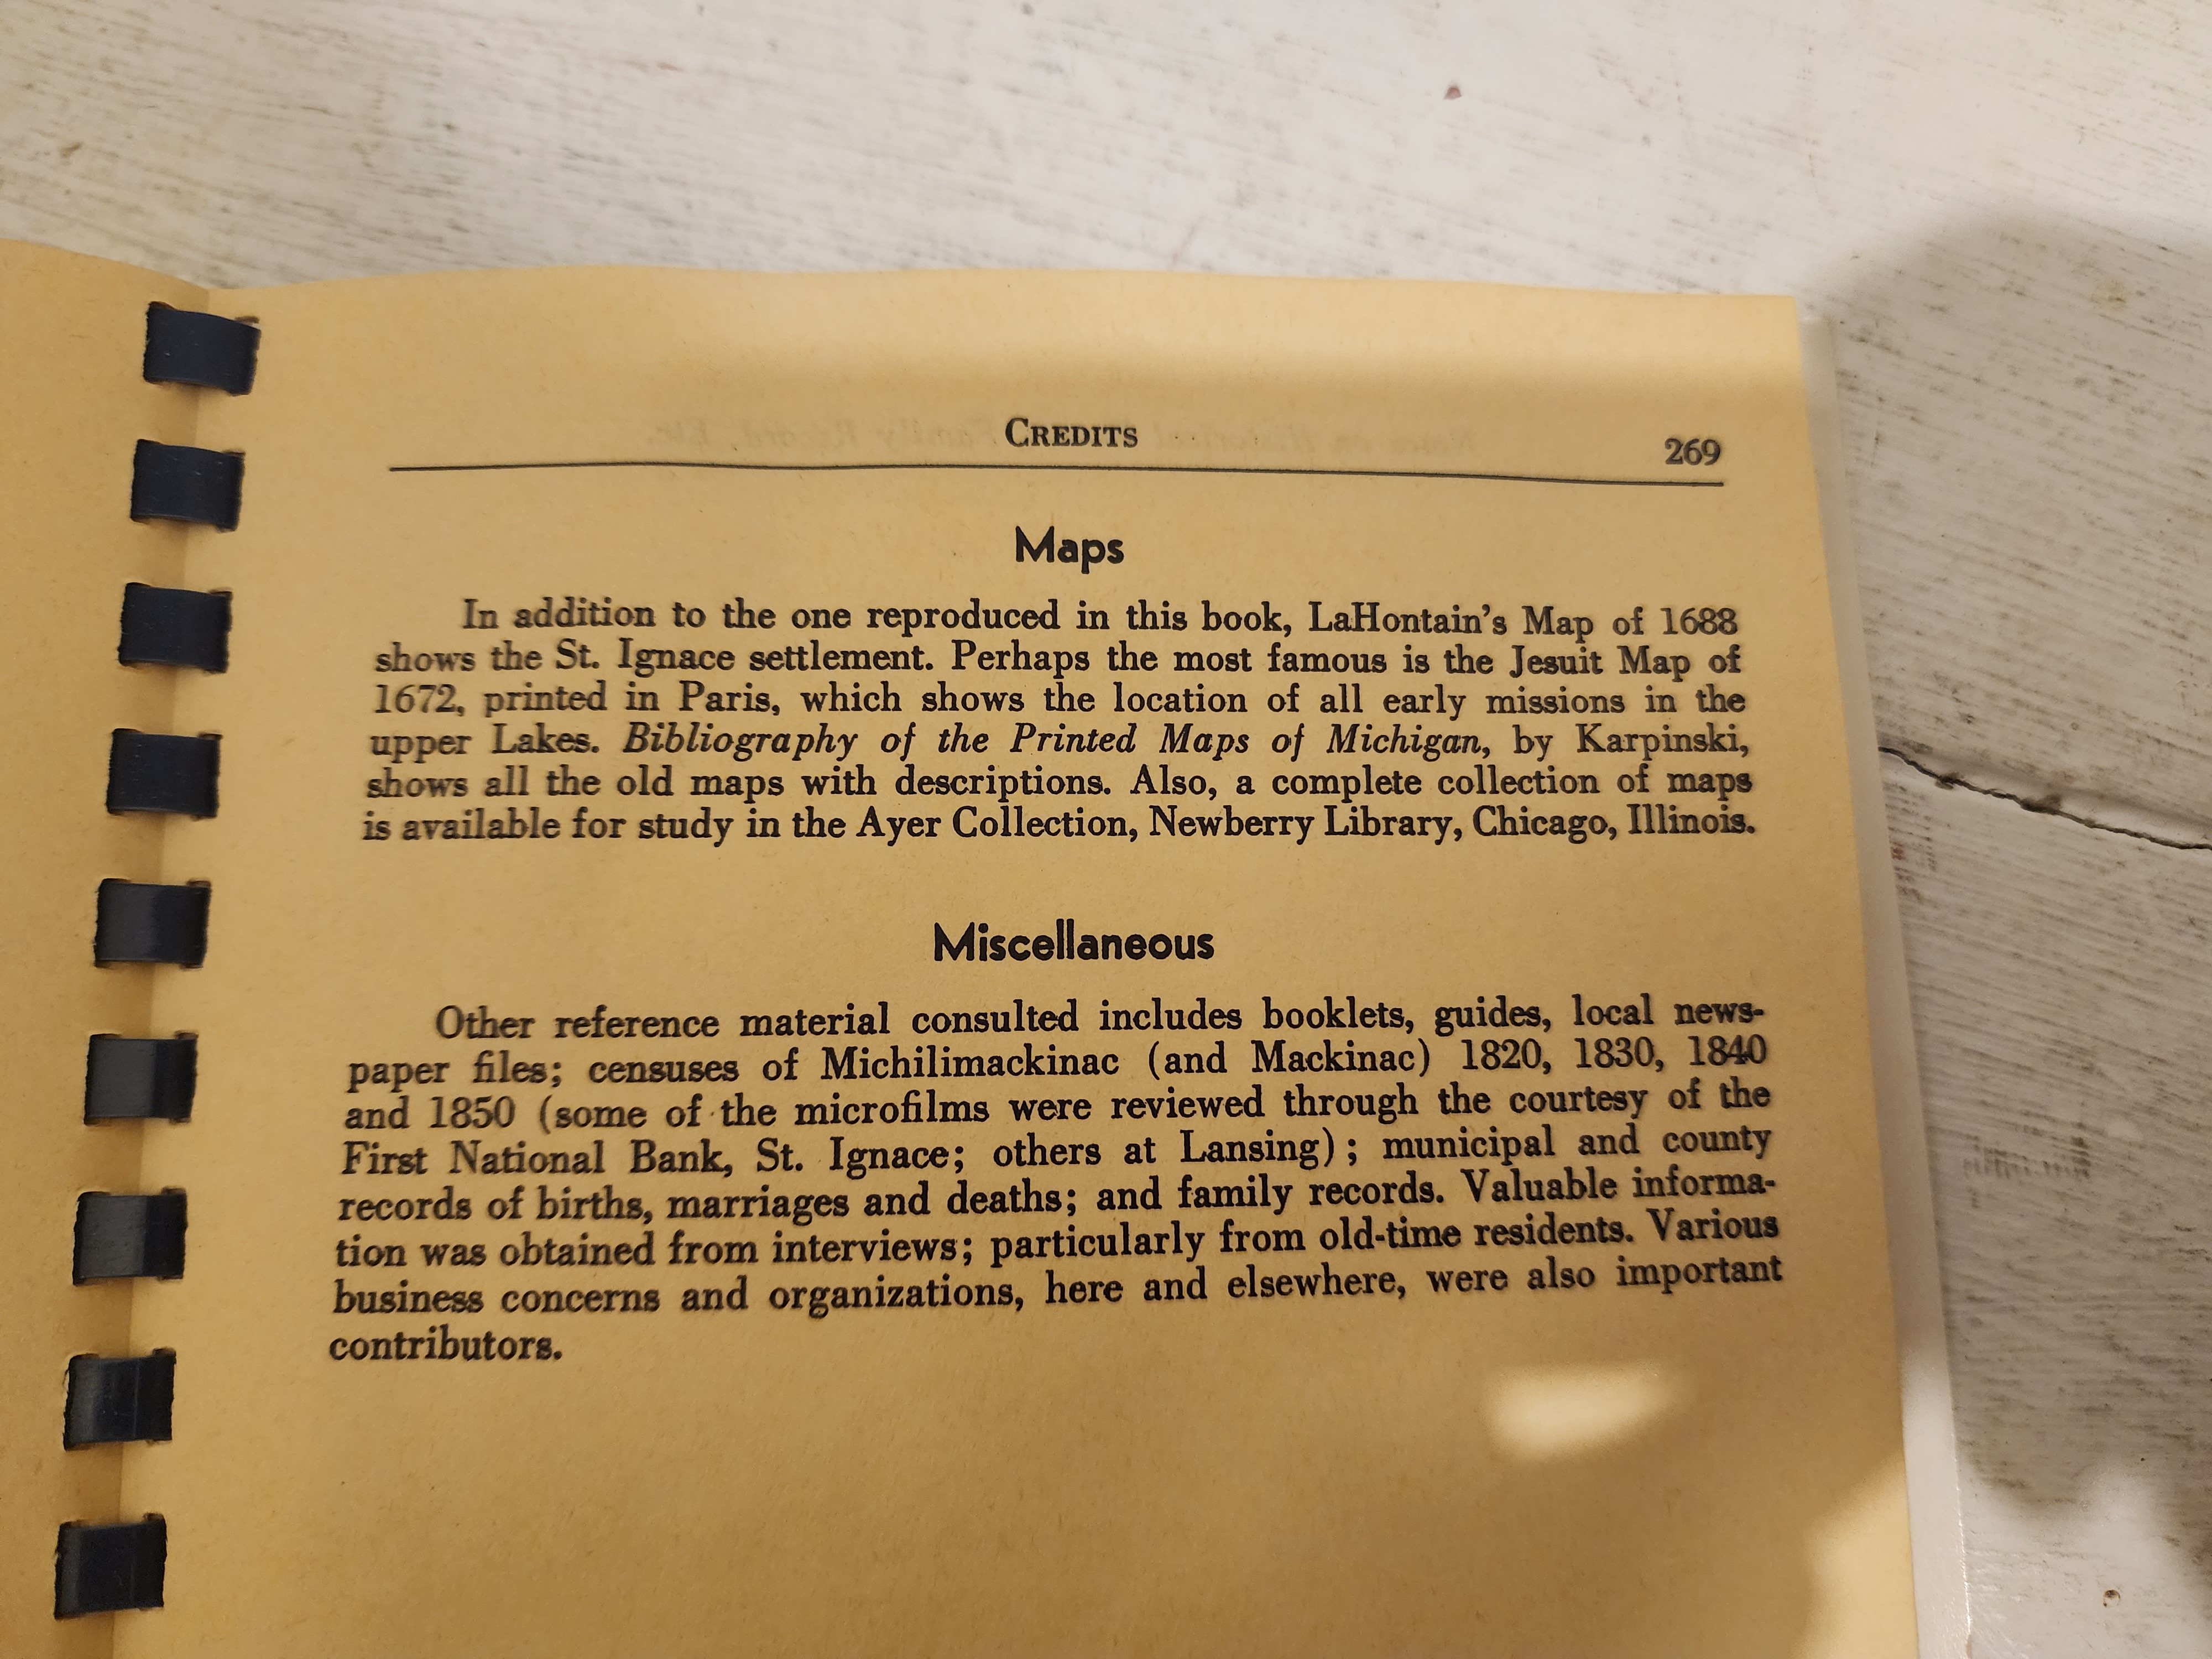 CREDITS 269
Maps
In addition to the one reproduced in this book, LaHontain's Map of 1688
shows the St. Ignace settlement. Perhaps the most famous is the Jesuit Map of
1672, printed in Paris, which shows the location of all early missions in the
upper Lakes. Bibliography of the Printed Maps of Michigan, by Karpinski,
shows all the old maps with descriptions. Also, a complete collection of maps
is available for study in the Ayer Collection, Newberry Library, Chicago, Illinois.
Miscellaneous
Other reference material consulted includes booklets, guides, local news-
paper files; censuses of Michilimackinac (and Mackinac) 1820, 1830, 1840
and 1850 (some of the microfilms were reviewed through the courtesy of the
First National Bank, St. Ignace; others at Lansing); municipal and county
records of births, marriages and deaths; and family records. Valuable informa-
tion was obtained from interviews; particularly from old-time residents. Various
business concerns and organizations, here and elsewhere, were also important
contributors.